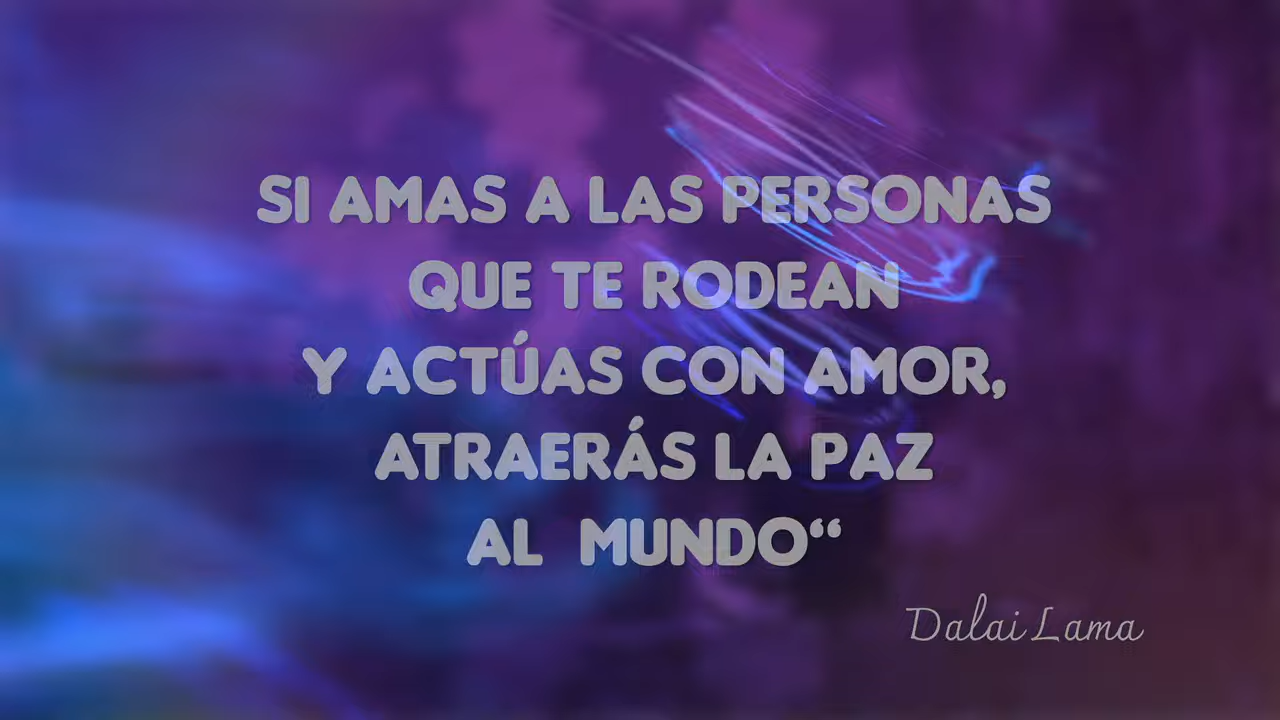 SI AMAS A LAS PERSONAS
QUE TE RODEAN
Y ACTÚAS CON AMOR,
ATRAERÁS LA PAZ
AL MUNDO“
Dalai Lama